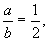 a/b = 1/2,